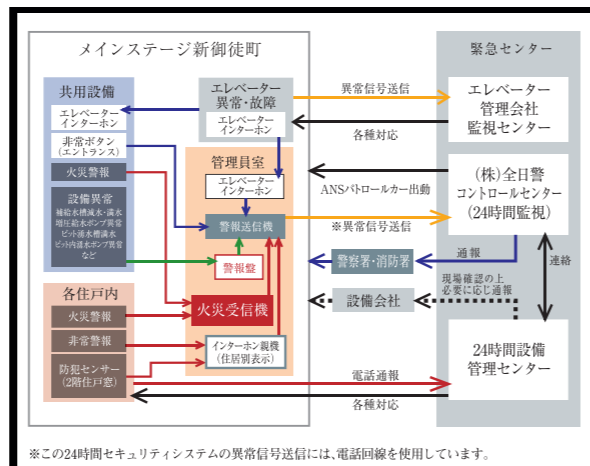 メインステージ新御徒町
緊急センター
共用設備
エレベーター
インターホン
非常ボタン
(エントランス)
火災警報
設備異常
補給水槽減水・満水
増圧給水ポンプ異常
ピット湧水槽満水
ピット内湧水ポンプ異常
など
各住戸内
火災警報
非常警報
防犯センサー
(2階住戸窓)
エレベーター
異常・故障
エレベーター
インターホン
管理員室
エレベーター
インターホン
警報送信機
警報盤
火災受信機
インターホン親機
(住居別表示)
異常信号送信
各種対応
ANSパトロールカー出動
※異常信号送信
警察署・消防署
通報
設備会社
現場確認の上
必要に応じ通報
連絡
電話通報
各種対応
エレベーター
管理会社
監視センター
(株)全日警
コントロールセンター
(24時間監視)
24時間設備
管理センター
※この24時間セキュリティシステムの異常信号送信には、電話回線を使用しています。